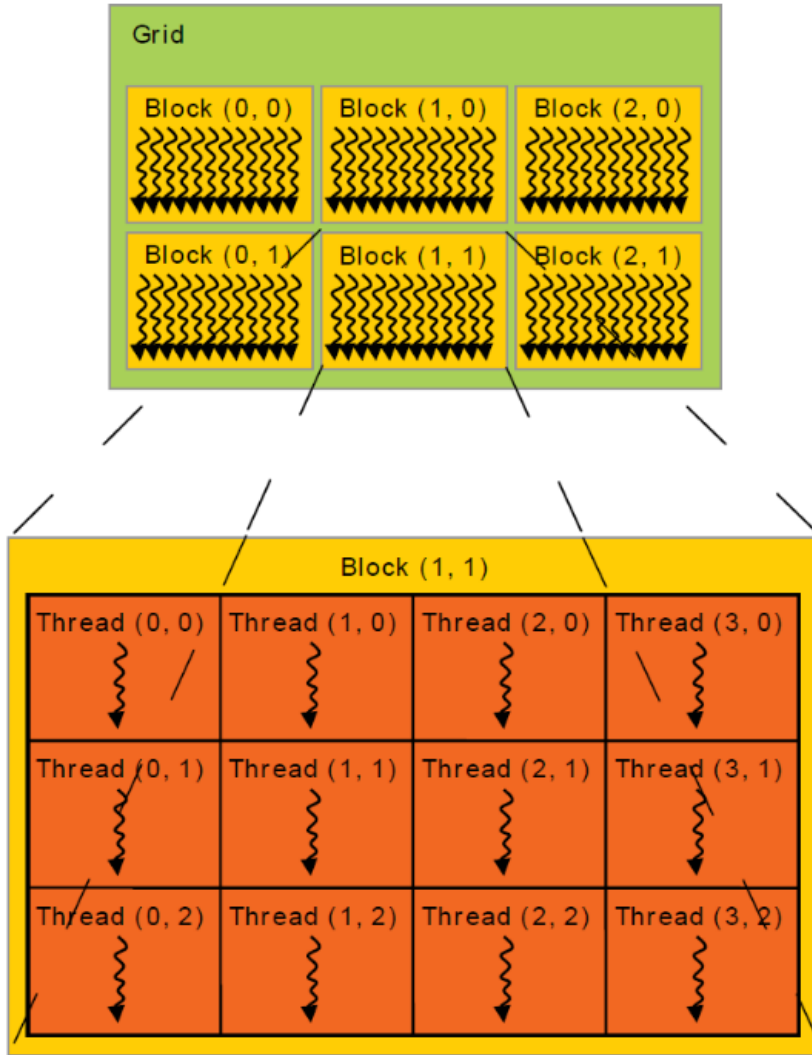 Grid
Block (0, 0) Block (1, 0) Block (2, 0)
Block (0, 1) Block (1, 1) Block (2, 1)
Block (1, 1)
Thread (0, 0) Thread (1, 0) Thread (2, 0) Thread (3, 0)
Thread (0, 1) Thread (1, 1) Thread (2, 1) Thread (3, 1)
Thread (0, 2) Thread (1, 2) Thread (2, 2) Thread (3, 2)